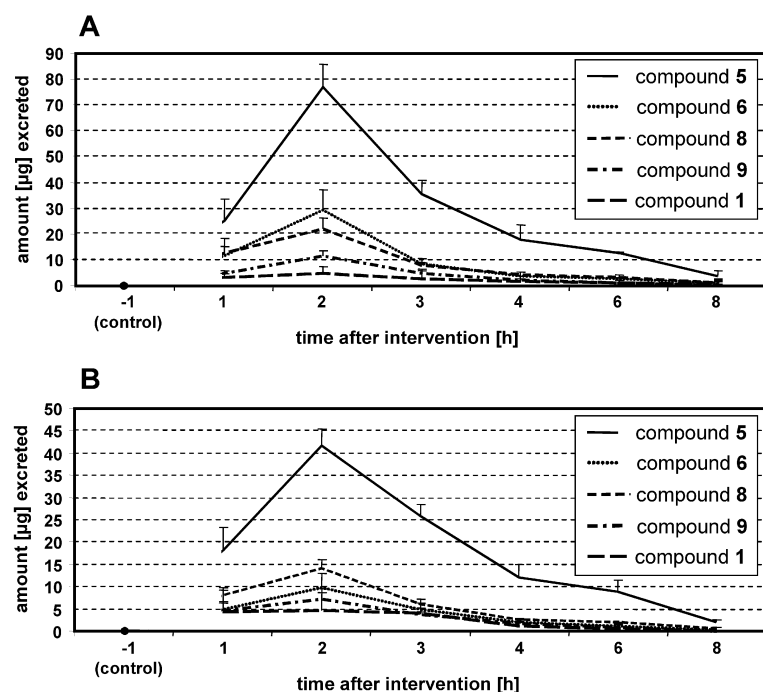 A
amount [µg] excreted
90
80
70
60
50
40
30
20
10
0
compound 5
compound 6
compound 8
compound 9
compound 1
-1 1 2 3 4 6 8
(control)
time after intervention [h]
B
amount [µg] excreted
50
45
40
35
30
25
20
15
10
5
0
compound 5
compound 6
compound 8
compound 9
compound 1
-1 1 2 3 4 6 8
(control)
time after intervention [h]